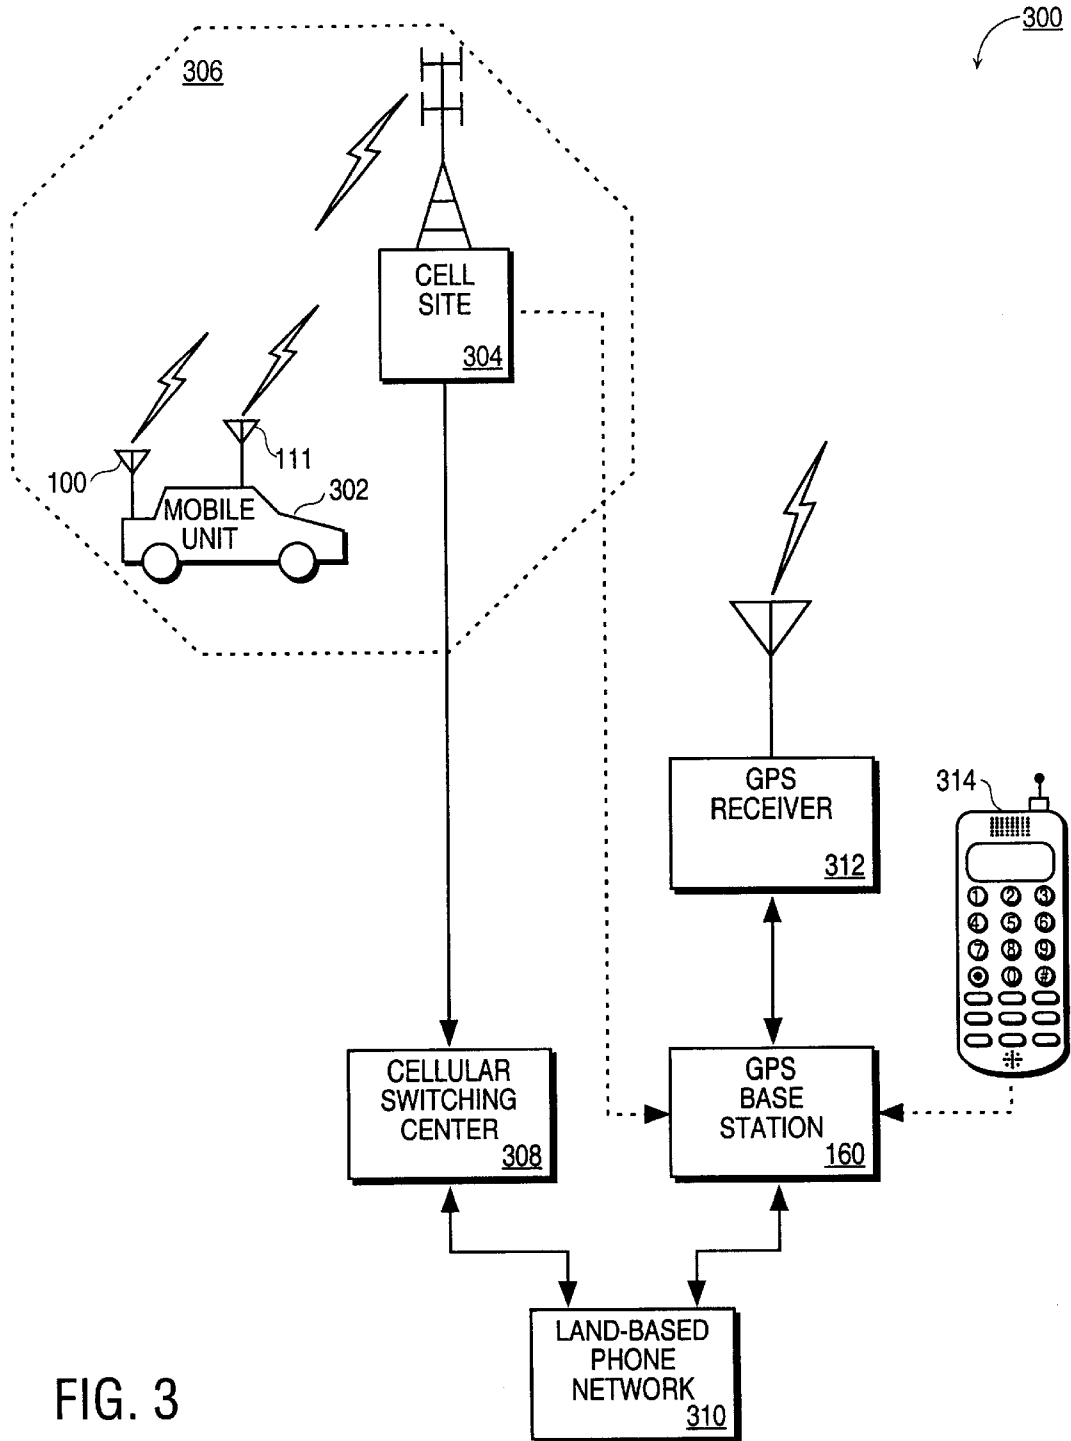 300
306
CELL
SITE
304
100
111
302
MOBILE
UNIT
GPS
RECEIVER
312
314
1 2 3
4 5 6
7 8 9
0 #
CELLULAR
SWITCHING
CENTER
308
GPS
BASE
STATION
160
LAND-BASED
PHONE
NETWORK
310
FIG. 3